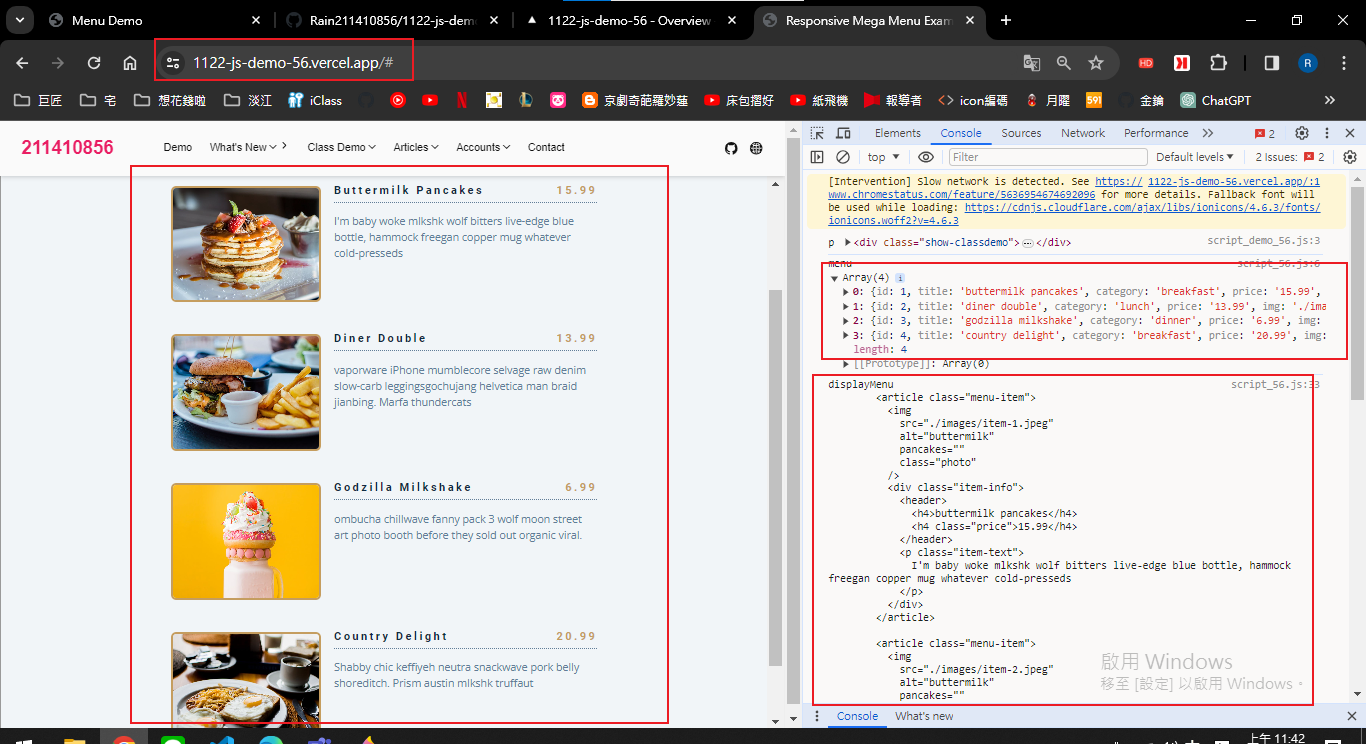 Menu Demo
Rain211410856/1122-js-demo
1122-js-demo-56 - Overview
Responsive Mega Menu Exam
1122-js-demo-56.vercel.app/#
HD
R
巨匠
宅
想花錢啦
淡江
iClass
京劇奇葩羅妙蓮
床包摺好
紙飛機
報導者
icon編碼
月曜
591
金鑰
ChatGPT
211410856
Demo
What's New
Class Demo
Articles
Accounts
Contact
Buttermilk Pancakes 15.99
I'm baby woke mlkshk wolf bitters live-edge blue
bottle, hammock freegan copper mug whatever
cold-presseds
Diner Double 13.99
vaporware iPhone mumblecore selvage raw denim
slow-carb leggingsgochujang helvetica man braid
jianbing. Marfa thundercats
Godzilla Milkshake 6.99
ombucha chillwave fanny pack 3 wolf moon street
art photo booth before they sold out organic viral.
Country Delight 20.99
Shabby chic keffiyeh neutra snackwave pork belly
shoreditch. Prism austin mlkshk truffaut
Elements
Console
Sources
Network
Performance
2
top
Filter
Default levels
2 Issues: 2
[Intervention] Slow network is detected. See https:// 1122-js-demo-56.vercel.app/:1
www.chromestatus.com/feature/5636954674692096 for more details. Fallback font will
be used while loading: https://cdnjs.cloudflare.com/ajax/libs/ionicons/4.6.3/fonts/
ionicons.woff2?v=4.6.3
p <div class="show-classdemo">…</div> script_demo_56.js:3
menu script_56.js:6
Array(4) i
0: {id: 1, title: 'buttermilk pancakes', category: 'breakfast', price: '15.99',
1: {id: 2, title: 'diner double', category: 'lunch', price: '13.99', img: './ima
2: {id: 3, title: 'godzilla milkshake', category: 'dinner', price: '6.99', img:
3: {id: 4, title: 'country delight', category: 'breakfast', price: '20.99', img:
length: 4
[[Prototype]]: Array(0)
displayMenu script_56.js:33
<article class="menu-item">
<img
src="./images/item-1.jpeg"
alt="buttermilk"
pancakes=""
class="photo"
/>
<div class="item-info">
<header>
<h4>buttermilk pancakes</h4>
<h4 class="price">15.99</h4>
</header>
<p class="item-text">
I'm baby woke mlkshk wolf bitters live-edge blue bottle, hammock
freegan copper mug whatever cold-presseds
</p>
</div>
</article>
<article class="menu-item">
<img
src="./images/item-2.jpeg"
alt="buttermilk"
pancakes=""
啟用 Windows
移至 [設定] 以啟用 Windows。
Console
What's new
上午 11:42